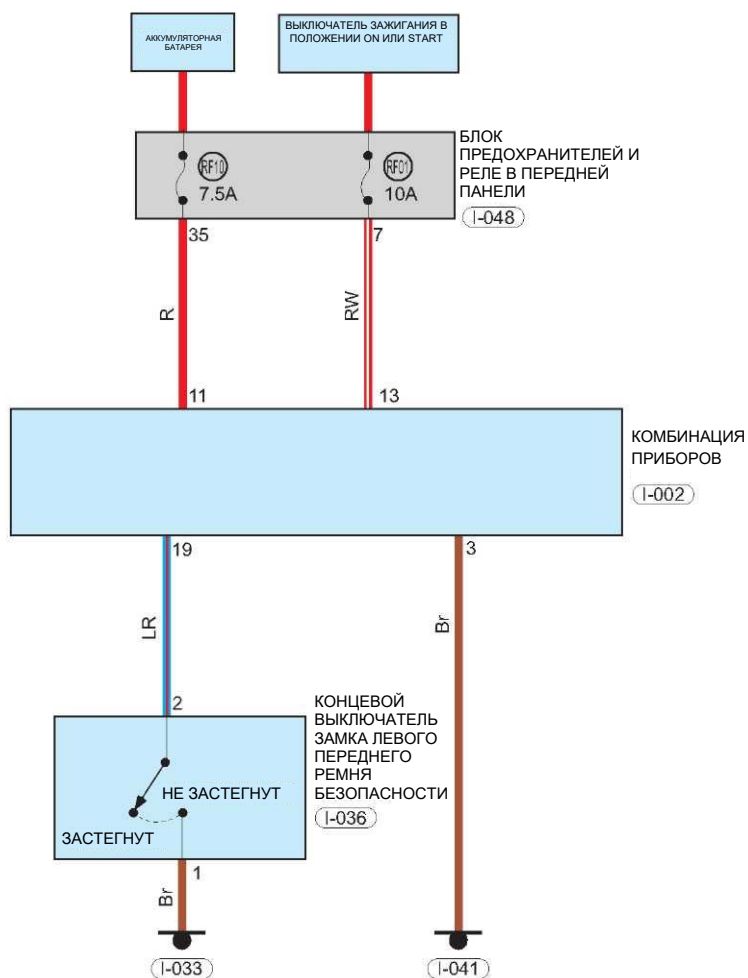 АККУМУЛЯТОРНАЯ
БАТАРЕЯ
ВЫКЛЮЧАТЕЛЬ ЗАЖИГАНИЯ В
ПОЛОЖЕНИИ ON ИЛИ START
RF10
7.5A
RF01
10A
БЛОК
ПРЕДОХРАНИТЕЛЕЙ И
РЕЛЕ В ПЕРЕДНЕЙ
ПАНЕЛИ
I-048
35
7
R
RW
11
13
КОМБИНАЦИЯ
ПРИБОРОВ
I-002
19
3
LR
Br
2
КОНЦЕВОЙ
ВЫКЛЮЧАТЕЛЬ
ЗАМКА ЛЕВОГО
ПЕРЕДНЕГО
РЕМНЯ
БЕЗОПАСНОСТИ
I-036
НЕ ЗАСТЕГНУТ
ЗАСТЕГНУТ
1
Br
I-033
I-041